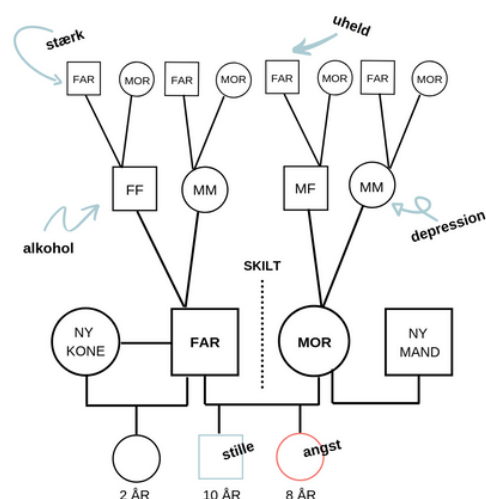 stærk
uheld
FAR MOR FAR MOR FAR MOR FAR MOR
FF MM MF MM
alkohol
depression
SKILT
NY
KONE
FAR
MOR
NY
MAND
stille
angst
2 ÅR 10 ÅR 8 ÅR